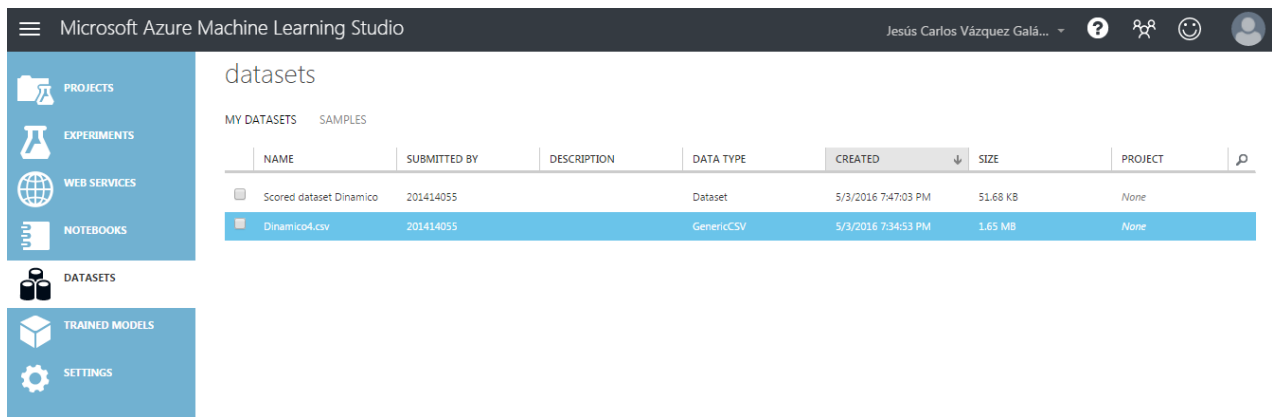 Microsoft Azure Machine Learning Studio
Jesús Carlos Vázquez Galá...
?
PROJECTS
EXPERIMENTS
WEB SERVICES
NOTEBOOKS
DATASETS
TRAINED MODELS
SETTINGS
datasets
MY DATASETS SAMPLES
NAME SUBMITTED BY DESCRIPTION DATA TYPE CREATED SIZE PROJECT
Scored dataset Dinamico 201414055 Dataset 5/3/2016 7:47:03 PM 51.68 KB None
Dinamico4.csv 201414055 GenericCSV 5/3/2016 7:34:53 PM 1.65 MB None